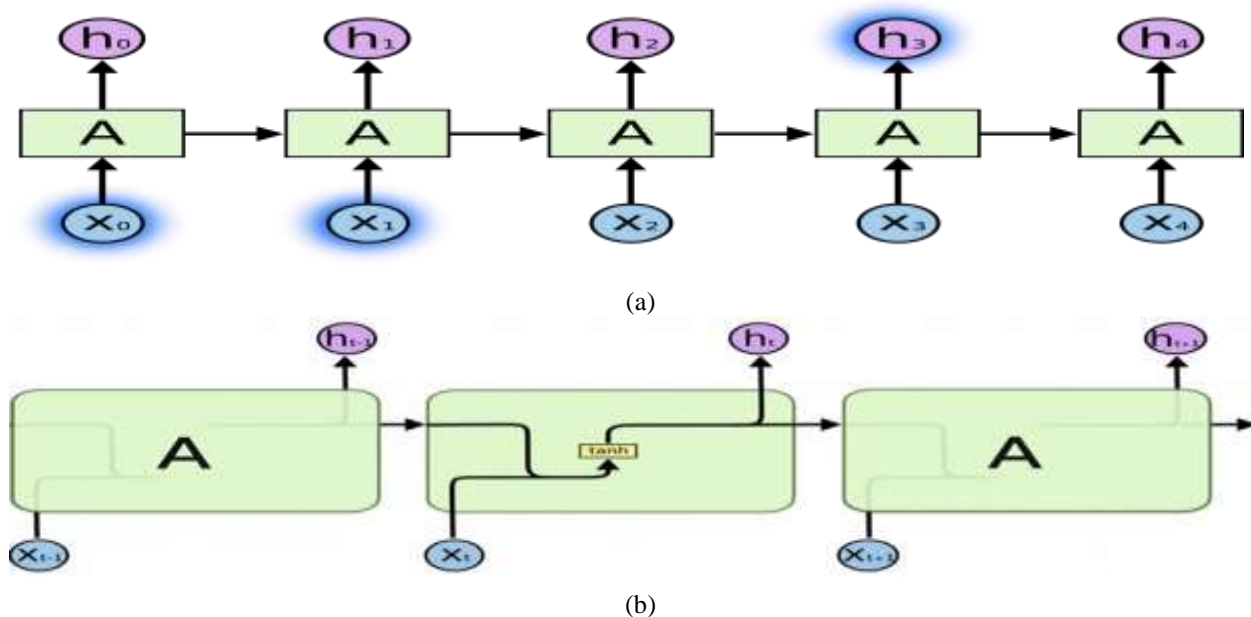 h₀ h₁ h₂ h₃ h₄
A A A A A
x₀ x₁ x₂ x₃ x₄
(a)
hₜ₋₁ hₜ hₜ₊₁
A tanh A
xₜ₋₁ xₜ xₜ₊₁
(b)